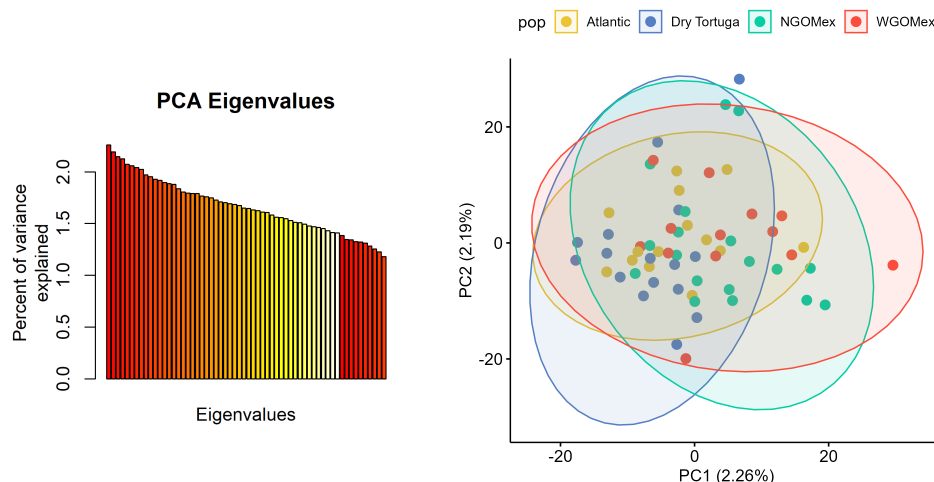 PCA Eigenvalues
Percent of variance
explained
0.0 0.5 1.0 1.5 2.0
Eigenvalues
pop Atlantic Dry Tortuga NGOMex WGOMex
PC2 (2.19%)
20
0
-20
-20 0 20
PC1 (2.26%)